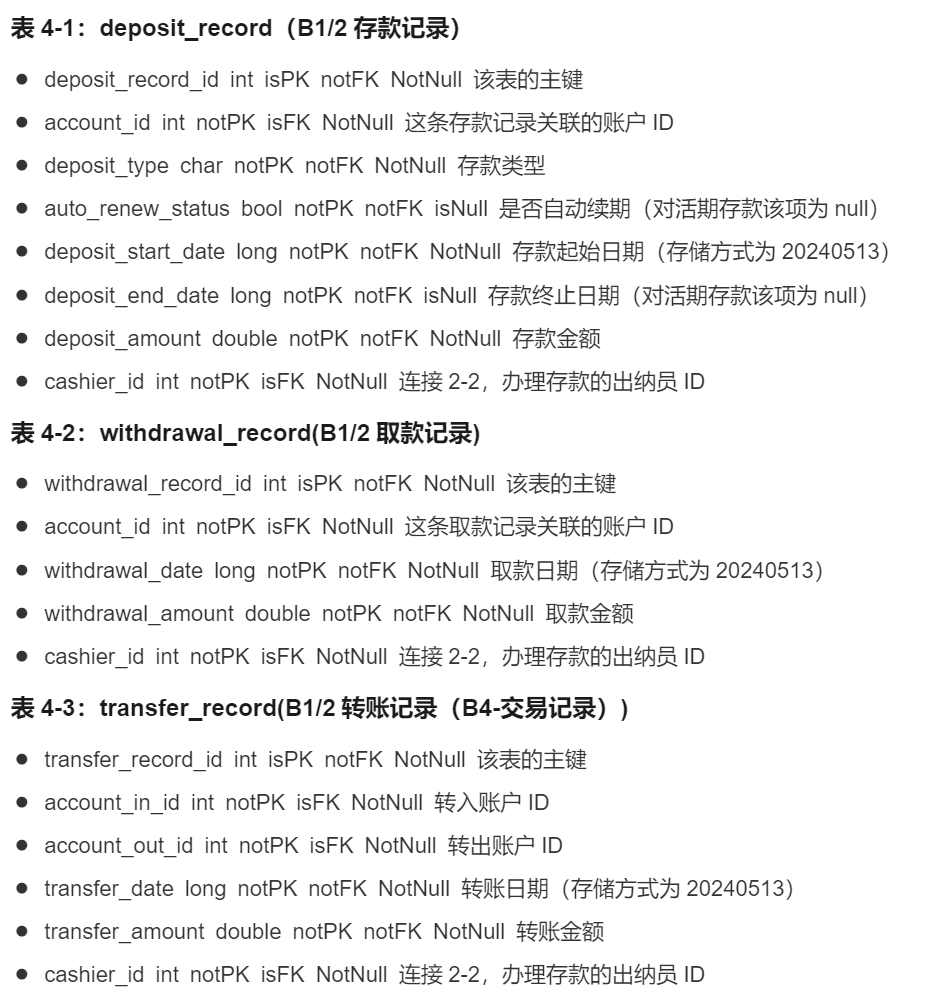 表 4-1：deposit_record（B1/2 存款记录）
● deposit_record_id int isPK notFK NotNull 该表的主键
● account_id int notPK isFK NotNull 这条存款记录关联的账户 ID
● deposit_type char notPK notFK NotNull 存款类型
● auto_renew_status bool notPK notFK isNull 是否自动续期（对活期存款该项为 null）
● deposit_start_date long notPK notFK NotNull 存款起始日期（存储方式为 20240513）
● deposit_end_date long notPK notFK isNull 存款终止日期（对活期存款该项为 null）
● deposit_amount double notPK notFK NotNull 存款金额
● cashier_id int notPK isFK NotNull 连接 2-2，办理存款的出纳员 ID
表 4-2：withdrawal_record(B1/2 取款记录)
● withdrawal_record_id int isPK notFK NotNull 该表的主键
● account_id int notPK isFK NotNull 这条取款记录关联的账户 ID
● withdrawal_date long notPK notFK NotNull 取款日期（存储方式为 20240513）
● withdrawal_amount double notPK notFK NotNull 取款金额
● cashier_id int notPK isFK NotNull 连接 2-2，办理存款的出纳员 ID
表 4-3：transfer_record(B1/2 转账记录（B4-交易记录）)
● transfer_record_id int isPK notFK NotNull 该表的主键
● account_in_id int notPK isFK NotNull 转入账户 ID
● account_out_id int notPK isFK NotNull 转出账户 ID
● transfer_date long notPK notFK NotNull 转账日期（存储方式为 20240513）
● transfer_amount double notPK notFK NotNull 转账金额
● cashier_id int notPK isFK NotNull 连接 2-2，办理存款的出纳员 ID